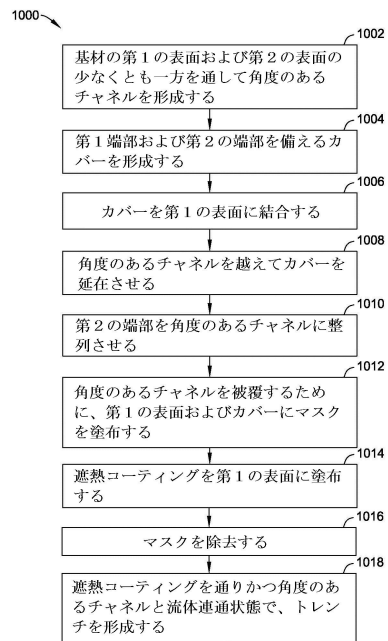 1000
1002
基材の第1の表面および第2の表面の
少なくとも一方を通して角度のある
チャネルを形成する
1004
第1端部および第2の端部を備えるカ
バーを形成する
1006
カバーを第1の表面に結合する
1008
角度のあるチャネルを越えてカバーを
延在させる
1010
第2の端部を角度のあるチャネルに整
列させる
1012
角度のあるチャネルを被覆するため
に、第1の表面およびカバーにマスク
を塗布する
1014
遮熱コーティングを第1の表面に塗布
する
1016
マスクを除去する
1018
遮熱コーティングを通りかつ角度のあ
るチャネルと流体連通状態で、トレン
チを形成する